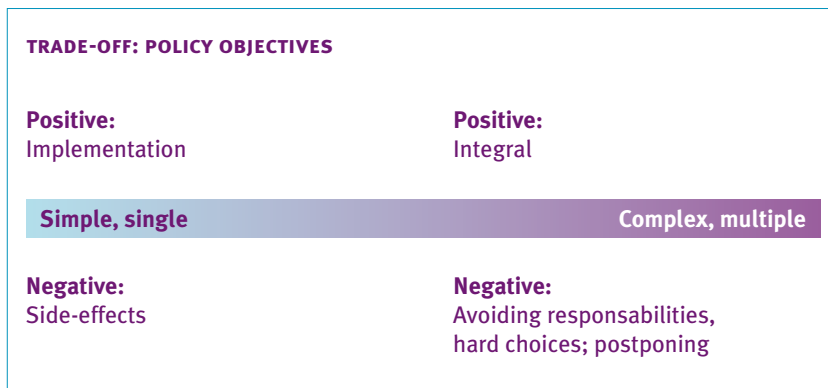 TRADE-OFF: POLICY OBJECTIVES
Positive:
Implementation
Positive:
Integral
Simple, single
Complex, multiple
Negative:
Side-effects
Negative:
Avoiding responsabilities,
hard choices; postponing